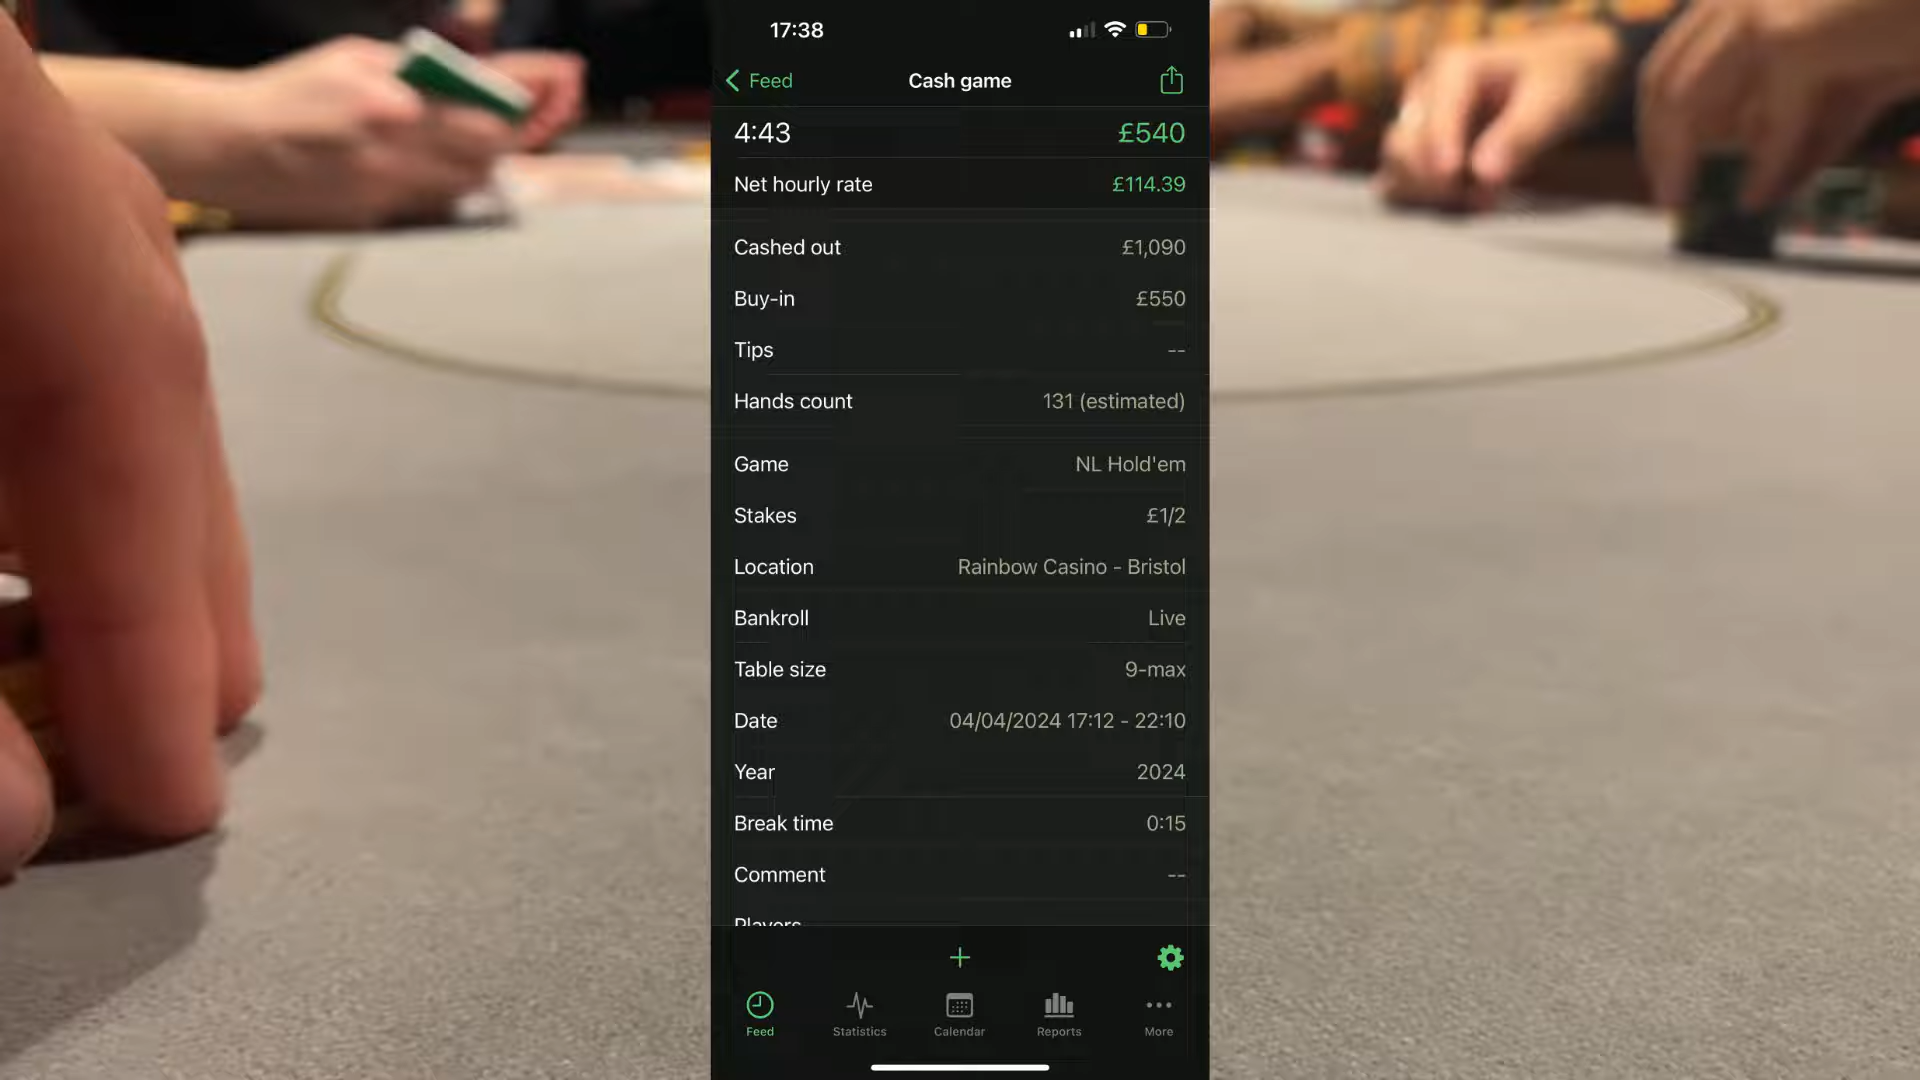 17:38
Feed
Cash game
4:43 £540
Net hourly rate £114.39
Cashed out £1,090
Buy-in £550
Tips --
Hands count 131 (estimated)
Game NL Hold'em
Stakes £1/2
Location Rainbow Casino - Bristol
Bankroll Live
Table size 9-max
Date 04/04/2024 17:12 - 22:10
Year 2024
Break time 0:15
Comment --
Players
+
Feed Statistics Calendar Reports More